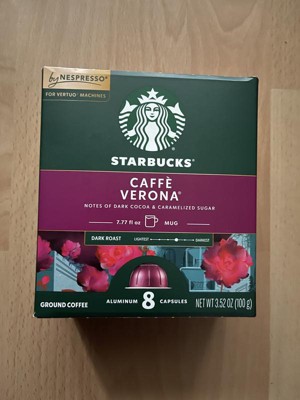 by NESPRESSO®
FOR VERTUO MACHINES
STARBUCKS®
CAFFÈ
VERONA®
NOTES OF DARK COCOA & CARAMELIZED SUGAR
7.77 fl oz MUG
DARK ROAST LIGHTEST DARKEST
GROUND COFFEE
ALUMINUM 8 CAPSULES
NET WT 3.52 OZ (100 g)